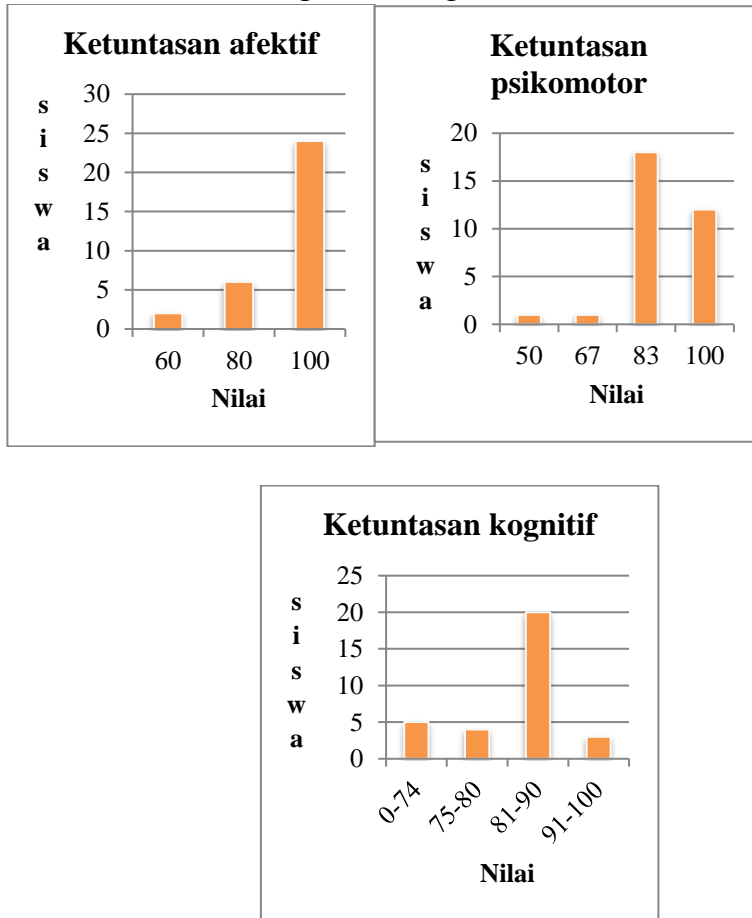 Ketuntasan afektif
30
25
20
15
10
5
0
s
i
s
w
a
60 80 100
Nilai
Ketuntasan
psikomotor
20
15
10
5
0
s
i
s
w
a
50 67 83 100
Nilai
Ketuntasan kognitif
25
20
15
10
5
0
s
i
s
w
a
0-74 75-80 81-90 91-100
Nilai